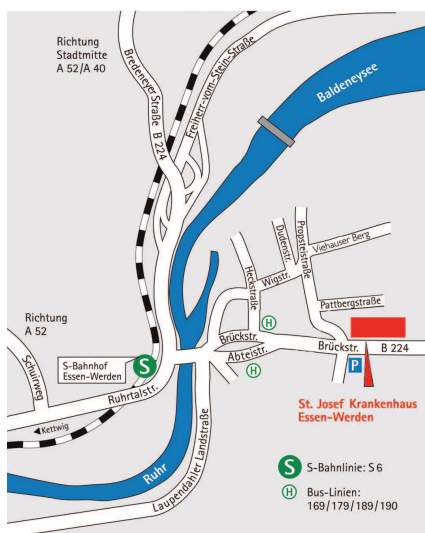 Richtung
Stadtmitte
A 52/A 40
Bredeneyer
Straße B 224
Freiherr-vom-Stein-Straße
Baldeneysee
Heckstraße
Wigstr.
Dudenstr.
Propsteistraße
Viehauser Berg
Pattbergstraße
Richtung
A 52
Schuirweg
S-Bahnhof
Essen-Werden
S
Ruhrtalstr.
Kettwig
Brückstr.
H
Abteistr.
H
Brückstr.
B 224
P
St. Josef Krankenhaus
Essen-Werden
Ruhr
Laupendahler Landstraße
S
S-Bahnlinie: S 6
H
Bus-Linien:
169/179/189/190